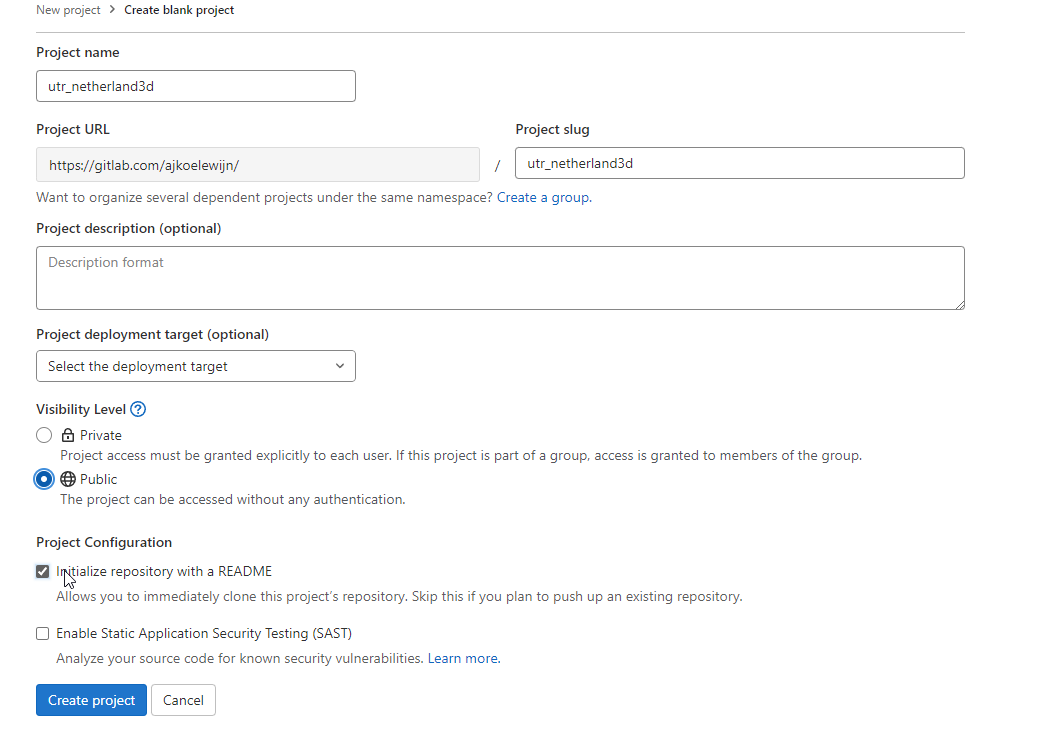 New project > Create blank project
Project name
utr_netherland3d
Project URL
Project slug
https://gitlab.com/ajkoelewijn/
/
utr_netherland3d
Want to organize several dependent projects under the same namespace? Create a group.
Project description (optional)
Description format
Project deployment target (optional)
Select the deployment target
Visibility Level ?
Private
Project access must be granted explicitly to each user. If this project is part of a group, access is granted to members of the group.
Public
The project can be accessed without any authentication.
Project Configuration
Initialize repository with a README
Allows you to immediately clone this project's repository. Skip this if you plan to push up an existing repository.
Enable Static Application Security Testing (SAST)
Analyze your source code for known security vulnerabilities. Learn more.
Create project
Cancel